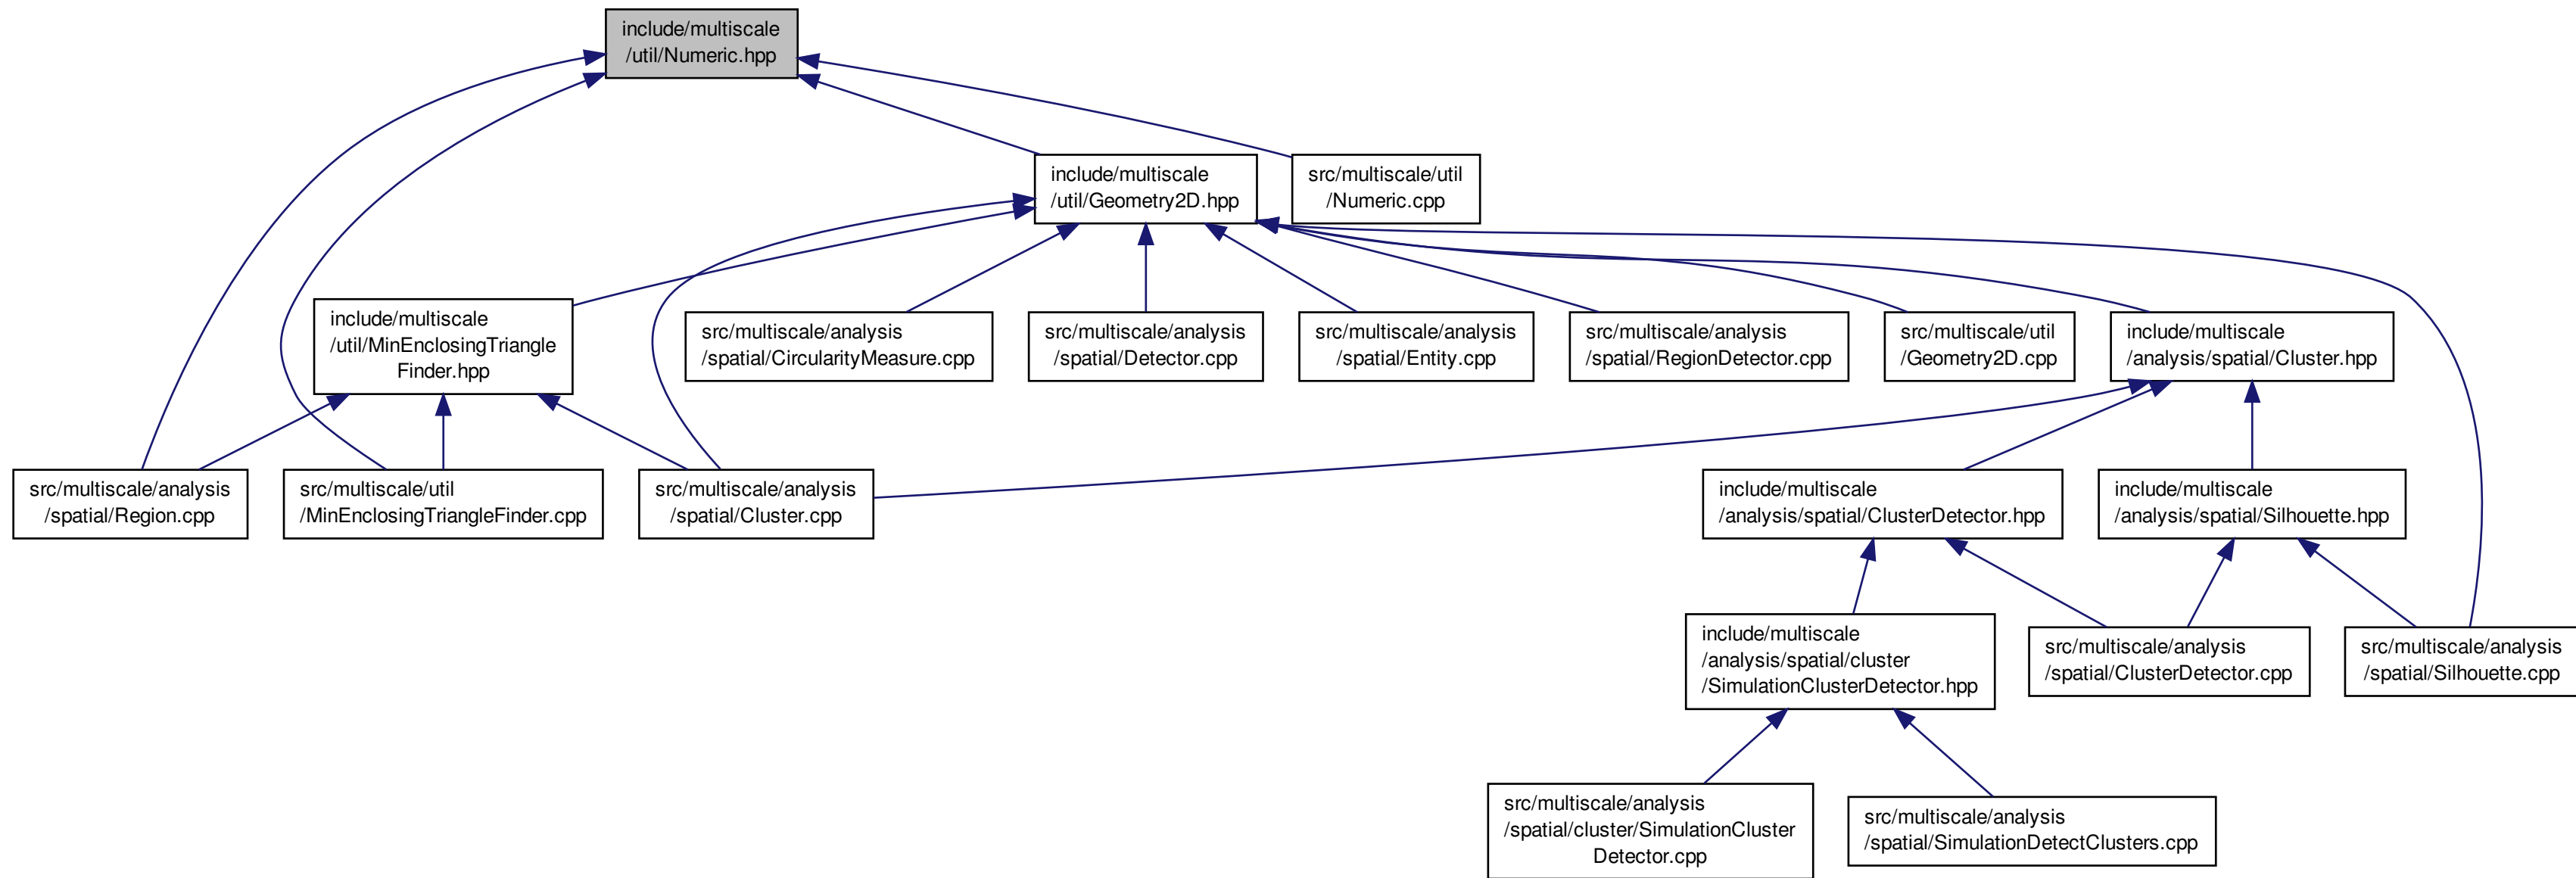 include/multiscale
/util/Numeric.hpp
include/multiscale
/util/Geometry2D.hpp
src/multiscale/util
/Numeric.cpp
include/multiscale
/util/MinEnclosingTriangle
Finder.hpp
src/multiscale/analysis
/spatial/CircularityMeasure.cpp
src/multiscale/analysis
/spatial/Detector.cpp
src/multiscale/analysis
/spatial/Entity.cpp
src/multiscale/analysis
/spatial/RegionDetector.cpp
src/multiscale/util
/Geometry2D.cpp
include/multiscale
/analysis/spatial/Cluster.hpp
src/multiscale/analysis
/spatial/Region.cpp
src/multiscale/util
/MinEnclosingTriangleFinder.cpp
src/multiscale/analysis
/spatial/Cluster.cpp
include/multiscale
/analysis/spatial/ClusterDetector.hpp
include/multiscale
/analysis/spatial/Silhouette.hpp
include/multiscale
/analysis/spatial/cluster
/SimulationClusterDetector.hpp
src/multiscale/analysis
/spatial/ClusterDetector.cpp
src/multiscale/analysis
/spatial/Silhouette.cpp
src/multiscale/analysis
/spatial/cluster/SimulationCluster
Detector.cpp
src/multiscale/analysis
/spatial/SimulationDetectClusters.cpp